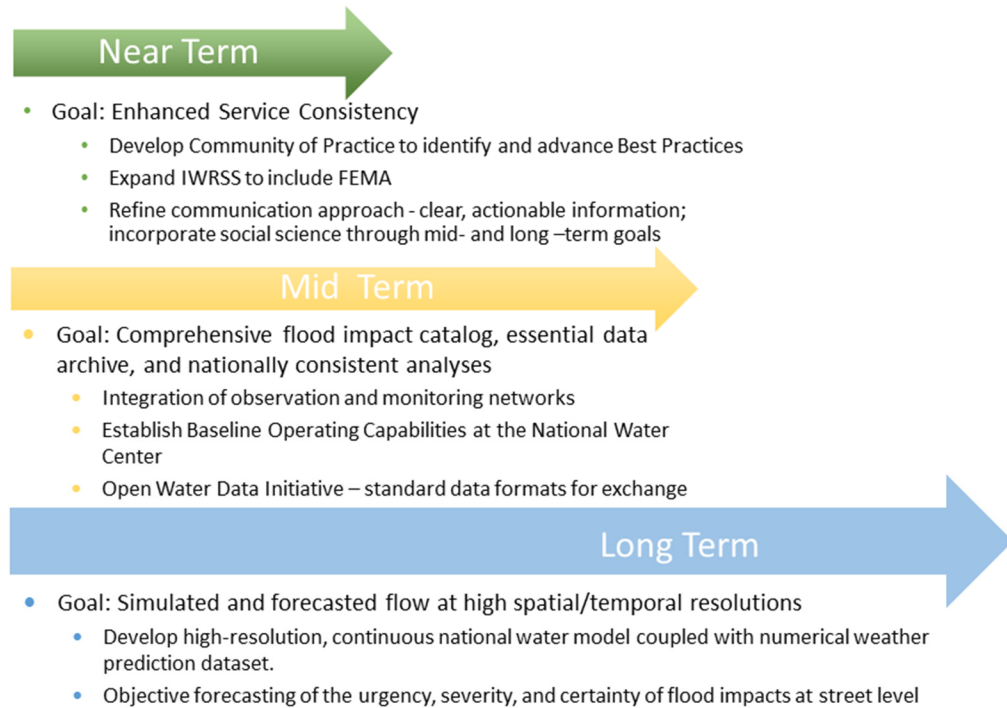 Near Term
• Goal: Enhanced Service Consistency
• Develop Community of Practice to identify and advance Best Practices
• Expand IWRSS to include FEMA
• Refine communication approach - clear, actionable information;
incorporate social science through mid- and long –term goals
Mid Term
• Goal: Comprehensive flood impact catalog, essential data
archive, and nationally consistent analyses
• Integration of observation and monitoring networks
• Establish Baseline Operating Capabilities at the National Water
Center
• Open Water Data Initiative – standard data formats for exchange
Long Term
• Goal: Simulated and forecasted flow at high spatial/temporal resolutions
• Develop high-resolution, continuous national water model coupled with numerical weather
prediction dataset.
• Objective forecasting of the urgency, severity, and certainty of flood impacts at street level